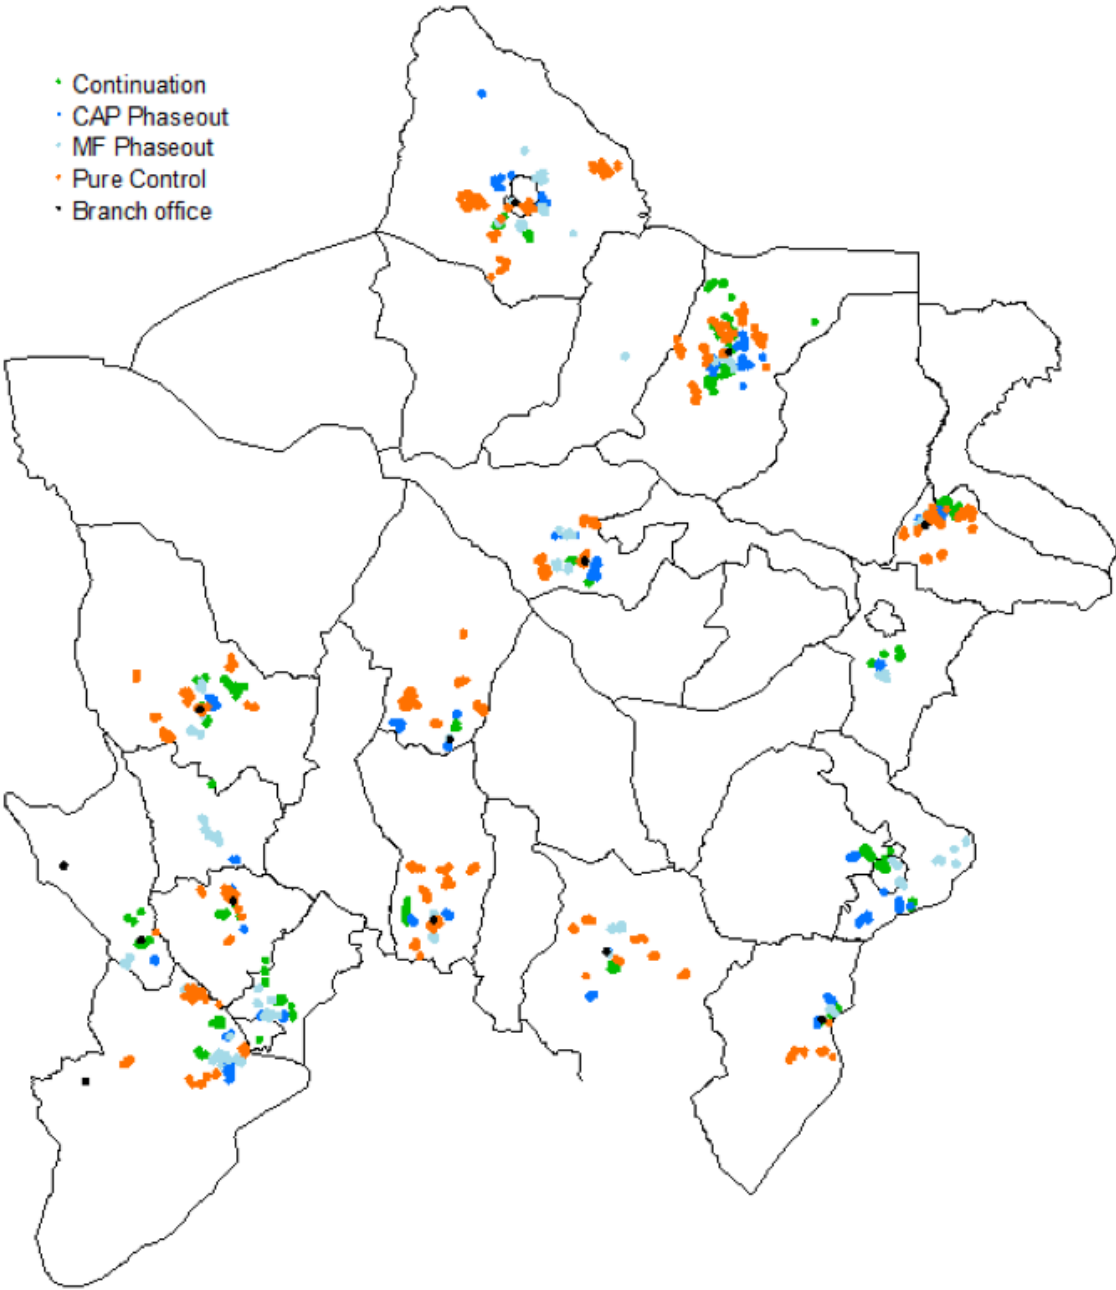 Continuation
CAP Phaseout
MF Phaseout
Pure Control
Branch office